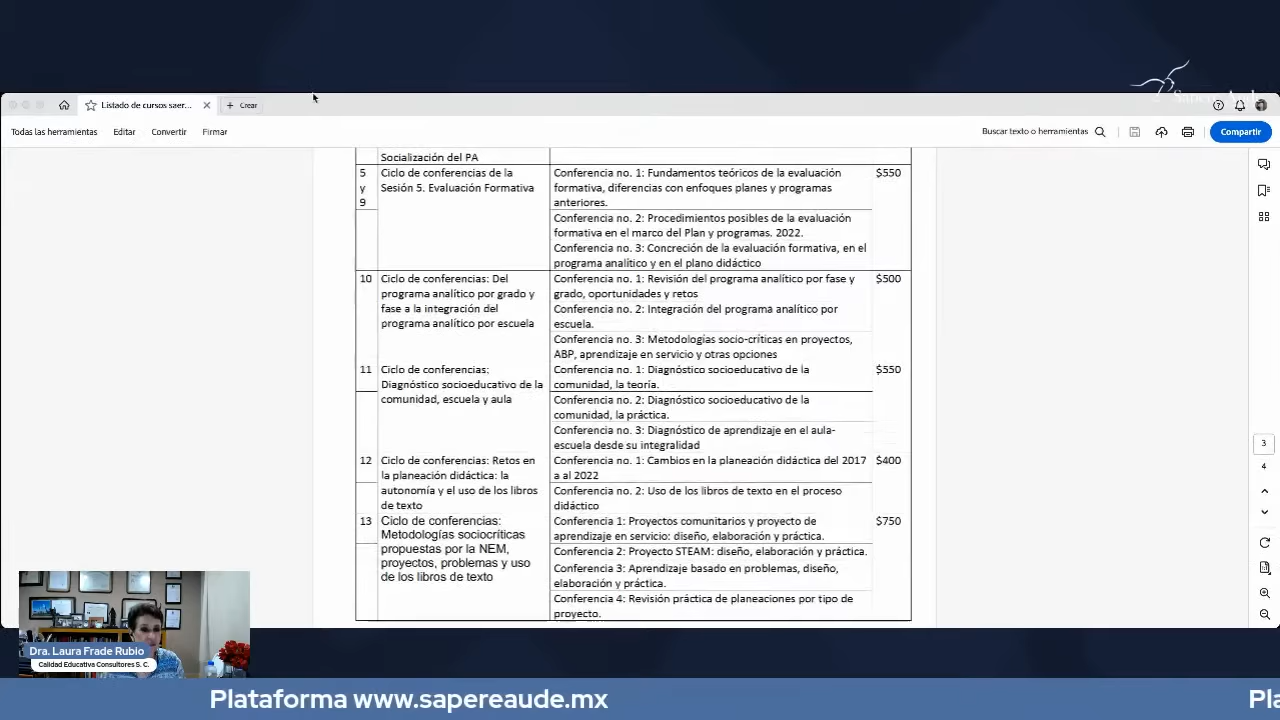 Listado de cursos saer...
Crear
Todas las herramientas
Editar
Convertir
Firmar
Buscar texto o herramientas
Compartir
Socialización del PA
5
y
9
Ciclo de conferencias de la
Sesión 5. Evaluación Formativa
Conferencia no. 1: Fundamentos teóricos de la evaluación
formativa, diferencias con enfoques planes y programas
anteriores.
$550
Conferencia no. 2: Procedimientos posibles de la evaluación
formativa en el marco del Plan y programas. 2022.
Conferencia no. 3: Concreción de la evaluación formativa, en el
programa analítico y en el plano didáctico
10
Ciclo de conferencias: Del
programa analítico por grado y
fase a la integración del
programa analítico por escuela
Conferencia no. 1: Revisión del programa analítico por fase y
grado, oportunidades y retos
$500
Conferencia no. 2: Integración del programa analítico por
escuela.
Conferencia no. 3: Metodologías socio-críticas en proyectos,
ABP, aprendizaje en servicio y otras opciones
11
Ciclo de conferencias:
Diagnóstico socioeducativo de la
comunidad, escuela y aula
Conferencia no. 1: Diagnóstico socioeducativo de la
comunidad, la teoría.
$550
Conferencia no. 2: Diagnóstico socioeducativo de la
comunidad, la práctica.
Conferencia no. 3: Diagnóstico de aprendizaje en el aula-
escuela desde su integralidad
12
Ciclo de conferencias: Retos en
la planeación didáctica: la
autonomía y el uso de los libros
de texto
Conferencia no. 1: Cambios en la planeación didáctica del 2017
a al 2022
$400
Conferencia no. 2: Uso de los libros de texto en el proceso
didáctico
13
Ciclo de conferencias:
Metodologías sociocríticas
propuestas por la NEM,
proyectos, problemas y uso
de los libros de texto
Conferencia 1: Proyectos comunitarios y proyecto de
aprendizaje en servicio: diseño, elaboración y práctica.
$750
Conferencia 2: Proyecto STEAM: diseño, elaboración y práctica.
Conferencia 3: Aprendizaje basado en problemas, diseño,
elaboración y práctica.
Conferencia 4: Revisión práctica de planeaciones por tipo de
proyecto.
3
4
Dra. Laura Frade Rubio
Calidad Educativa Consultores S. C.
Plataforma www.sapereaude.mx
Pla